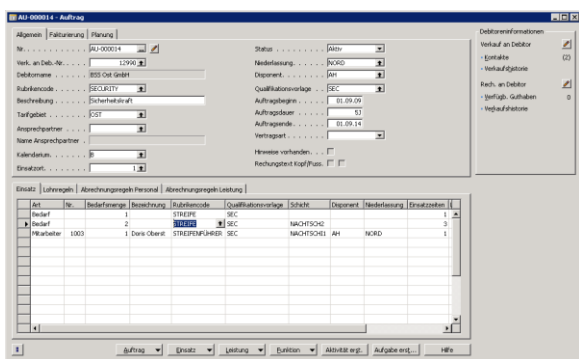 AU-000014 - Auftrag
Allgemein Fakturierung Planung
Nr. AU-000014
Verk. an Deb.-Nr. 12990
Debitorname BSS Ost GmbH
Rubrikencode SECURITY
Beschreibung Sicherheitskraft
Tarifgebiet OST
Ansprechpartner
Name Ansprechpartner
Kalendarium B
Einsatzort 1
Status Aktiv
Niederlassung NORD
Disponent AH
Qualifikationsvorlage SEC
Auftragsbeginn 01.09.09
Auftragsdauer 5J
Auftragsende 01.09.14
Vertragsart
Hinweise vorhanden
Rechungstext Kopf/Fuss
Debitoreninformationen
Verkauf an Debitor
Kontakte (2)
Verkaufshistorie
Rech. an Debitor
Verfügb. Guthaben 0
Verkaufshistorie
Einsatz Lohnregeln Abrechnungsregeln Personal Abrechnungsregeln Leistung
Art Nr. Bedarfsmenge Bezeichnung Rubrikencode Qualifikationsvorlage Schicht Disponent Niederlassung Einsatzzeiten
Bedarf 1 STREIFE SEC 1
Bedarf 2 STREIFE SEC NACHTSCH2 3
Mitarbeiter 1003 1 Doris Oberst STREIFENFÜHRER SEC NACHTSCHI1 AH NORD 1
Auftrag Einsatz Leistung Funktion Aktivität erst. Aufgabe erst... Hilfe